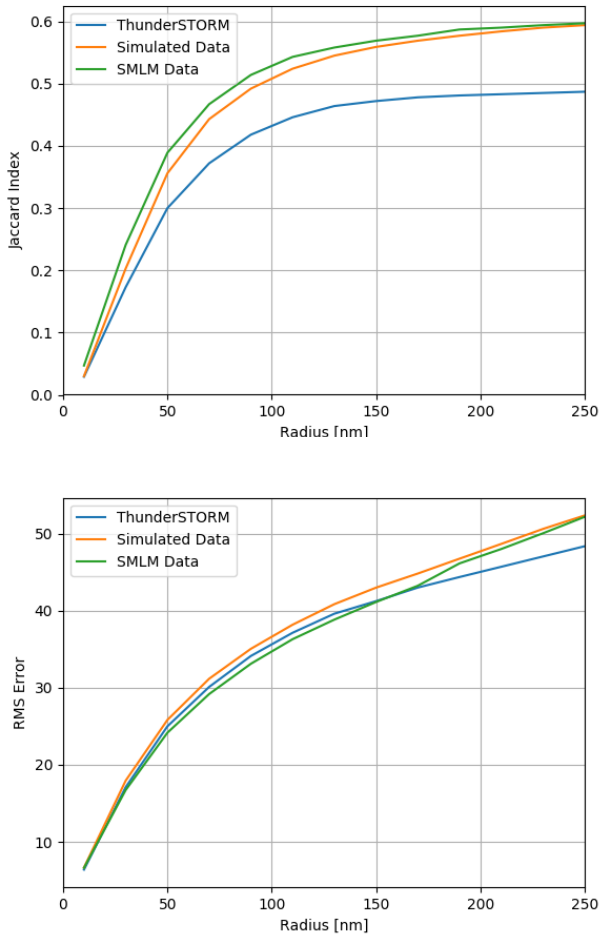 0.6
0.5
0.4
0.3
0.2
0.1
0.0
Jaccard Index
ThunderSTORM
Simulated Data
SMLM Data
0 50 100 150 200 250
Radius [nm]
50
40
30
20
10
RMS Error
ThunderSTORM
Simulated Data
SMLM Data
0 50 100 150 200 250
Radius [nm]